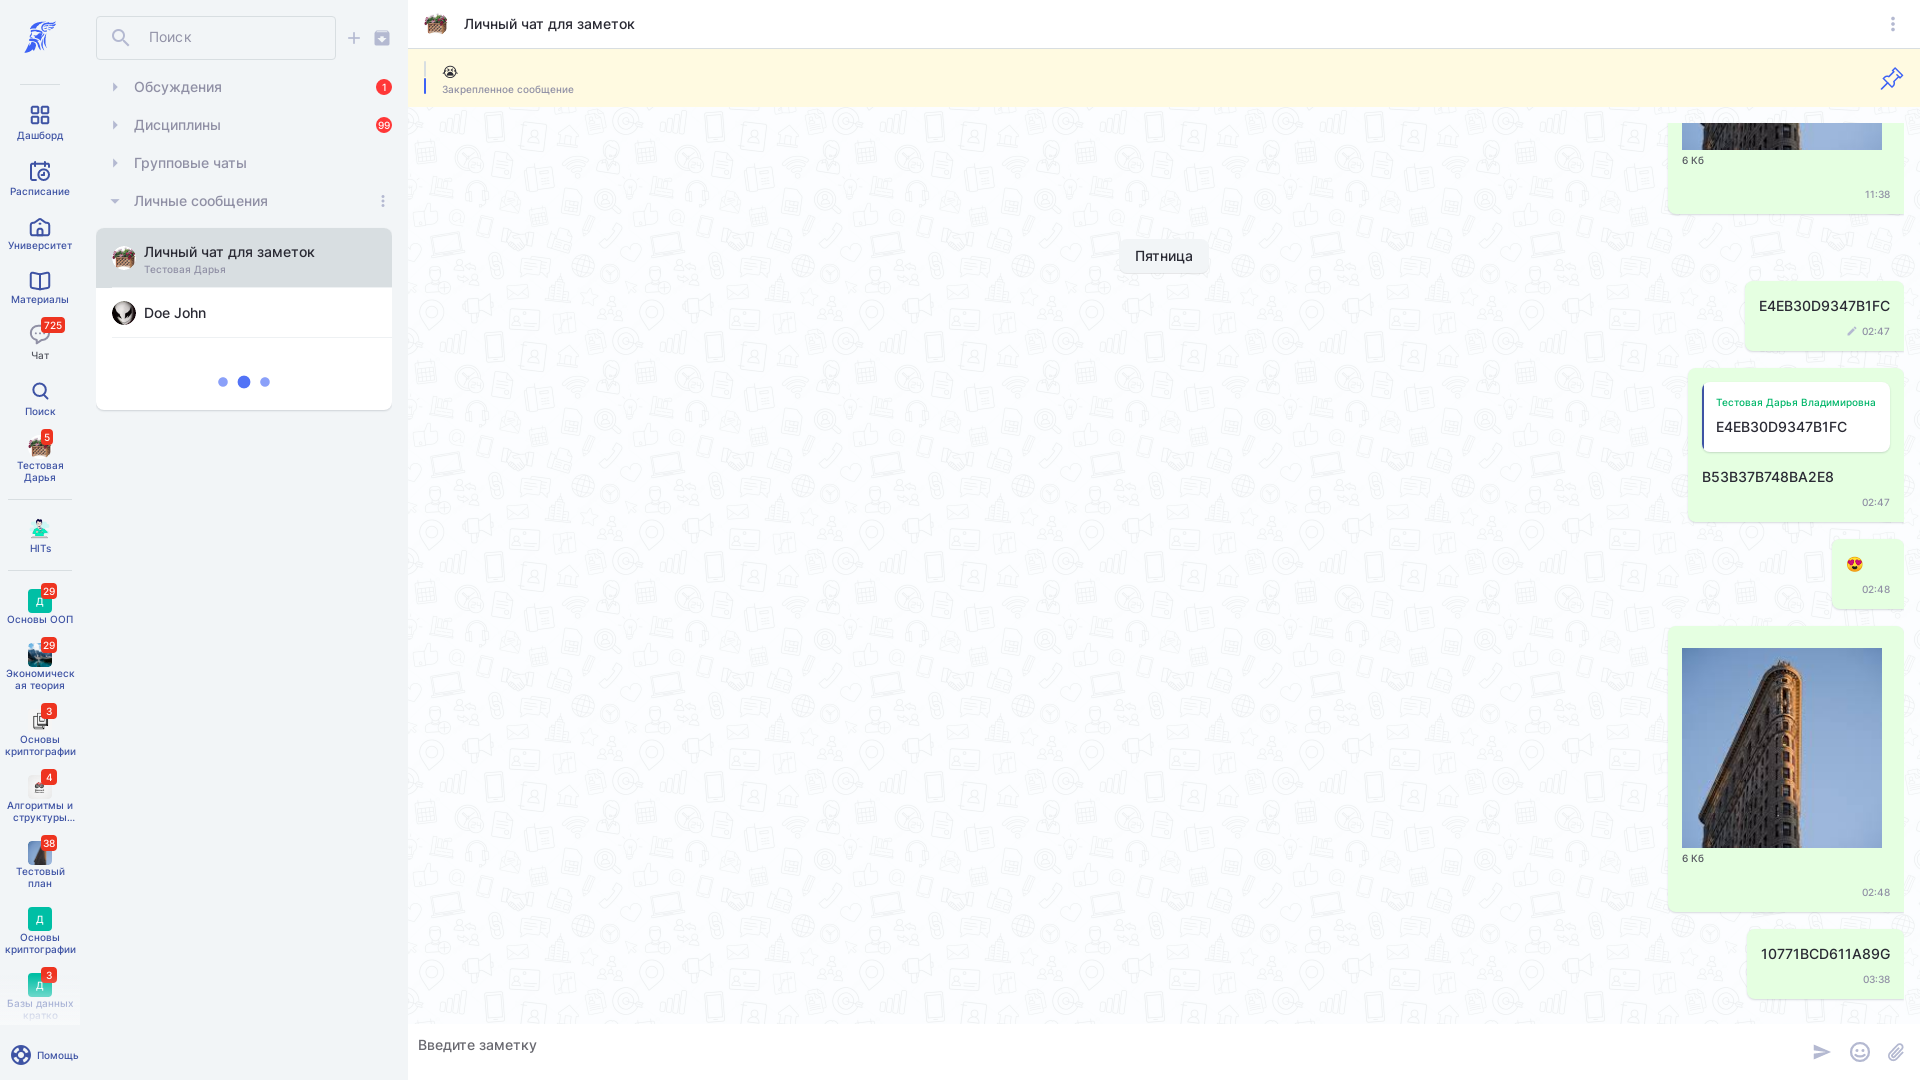 Дашборд
Расписание
Университет
Материалы
725
Чат
Поиск
5
Тестовая
Дарья
HITs
29
Д
Основы ООП
29
Экономическ
ая теория
3
Основы
криптографии
4
Алгоритмы и
структуры...
38
Тестовый
план
Д
Основы
криптографии
3
Д
Базы данных
кратко
Помощь
Поиск
Обсуждения
1
Дисциплины
99
Групповые чаты
Личные сообщения
Личный чат для заметок
Тестовая Дарья
Doe John
Личный чат для заметок
😭
Закрепленное сообщение
6 Кб
11:38
Пятница
E4EB30D9347B1FC
02:47
Тестовая Дарья Владимировна
E4EB30D9347B1FC
B53B37B748BA2E8
02:47
😍
02:48
6 Кб
02:48
10771BCD611A89G
03:38
Введите заметку